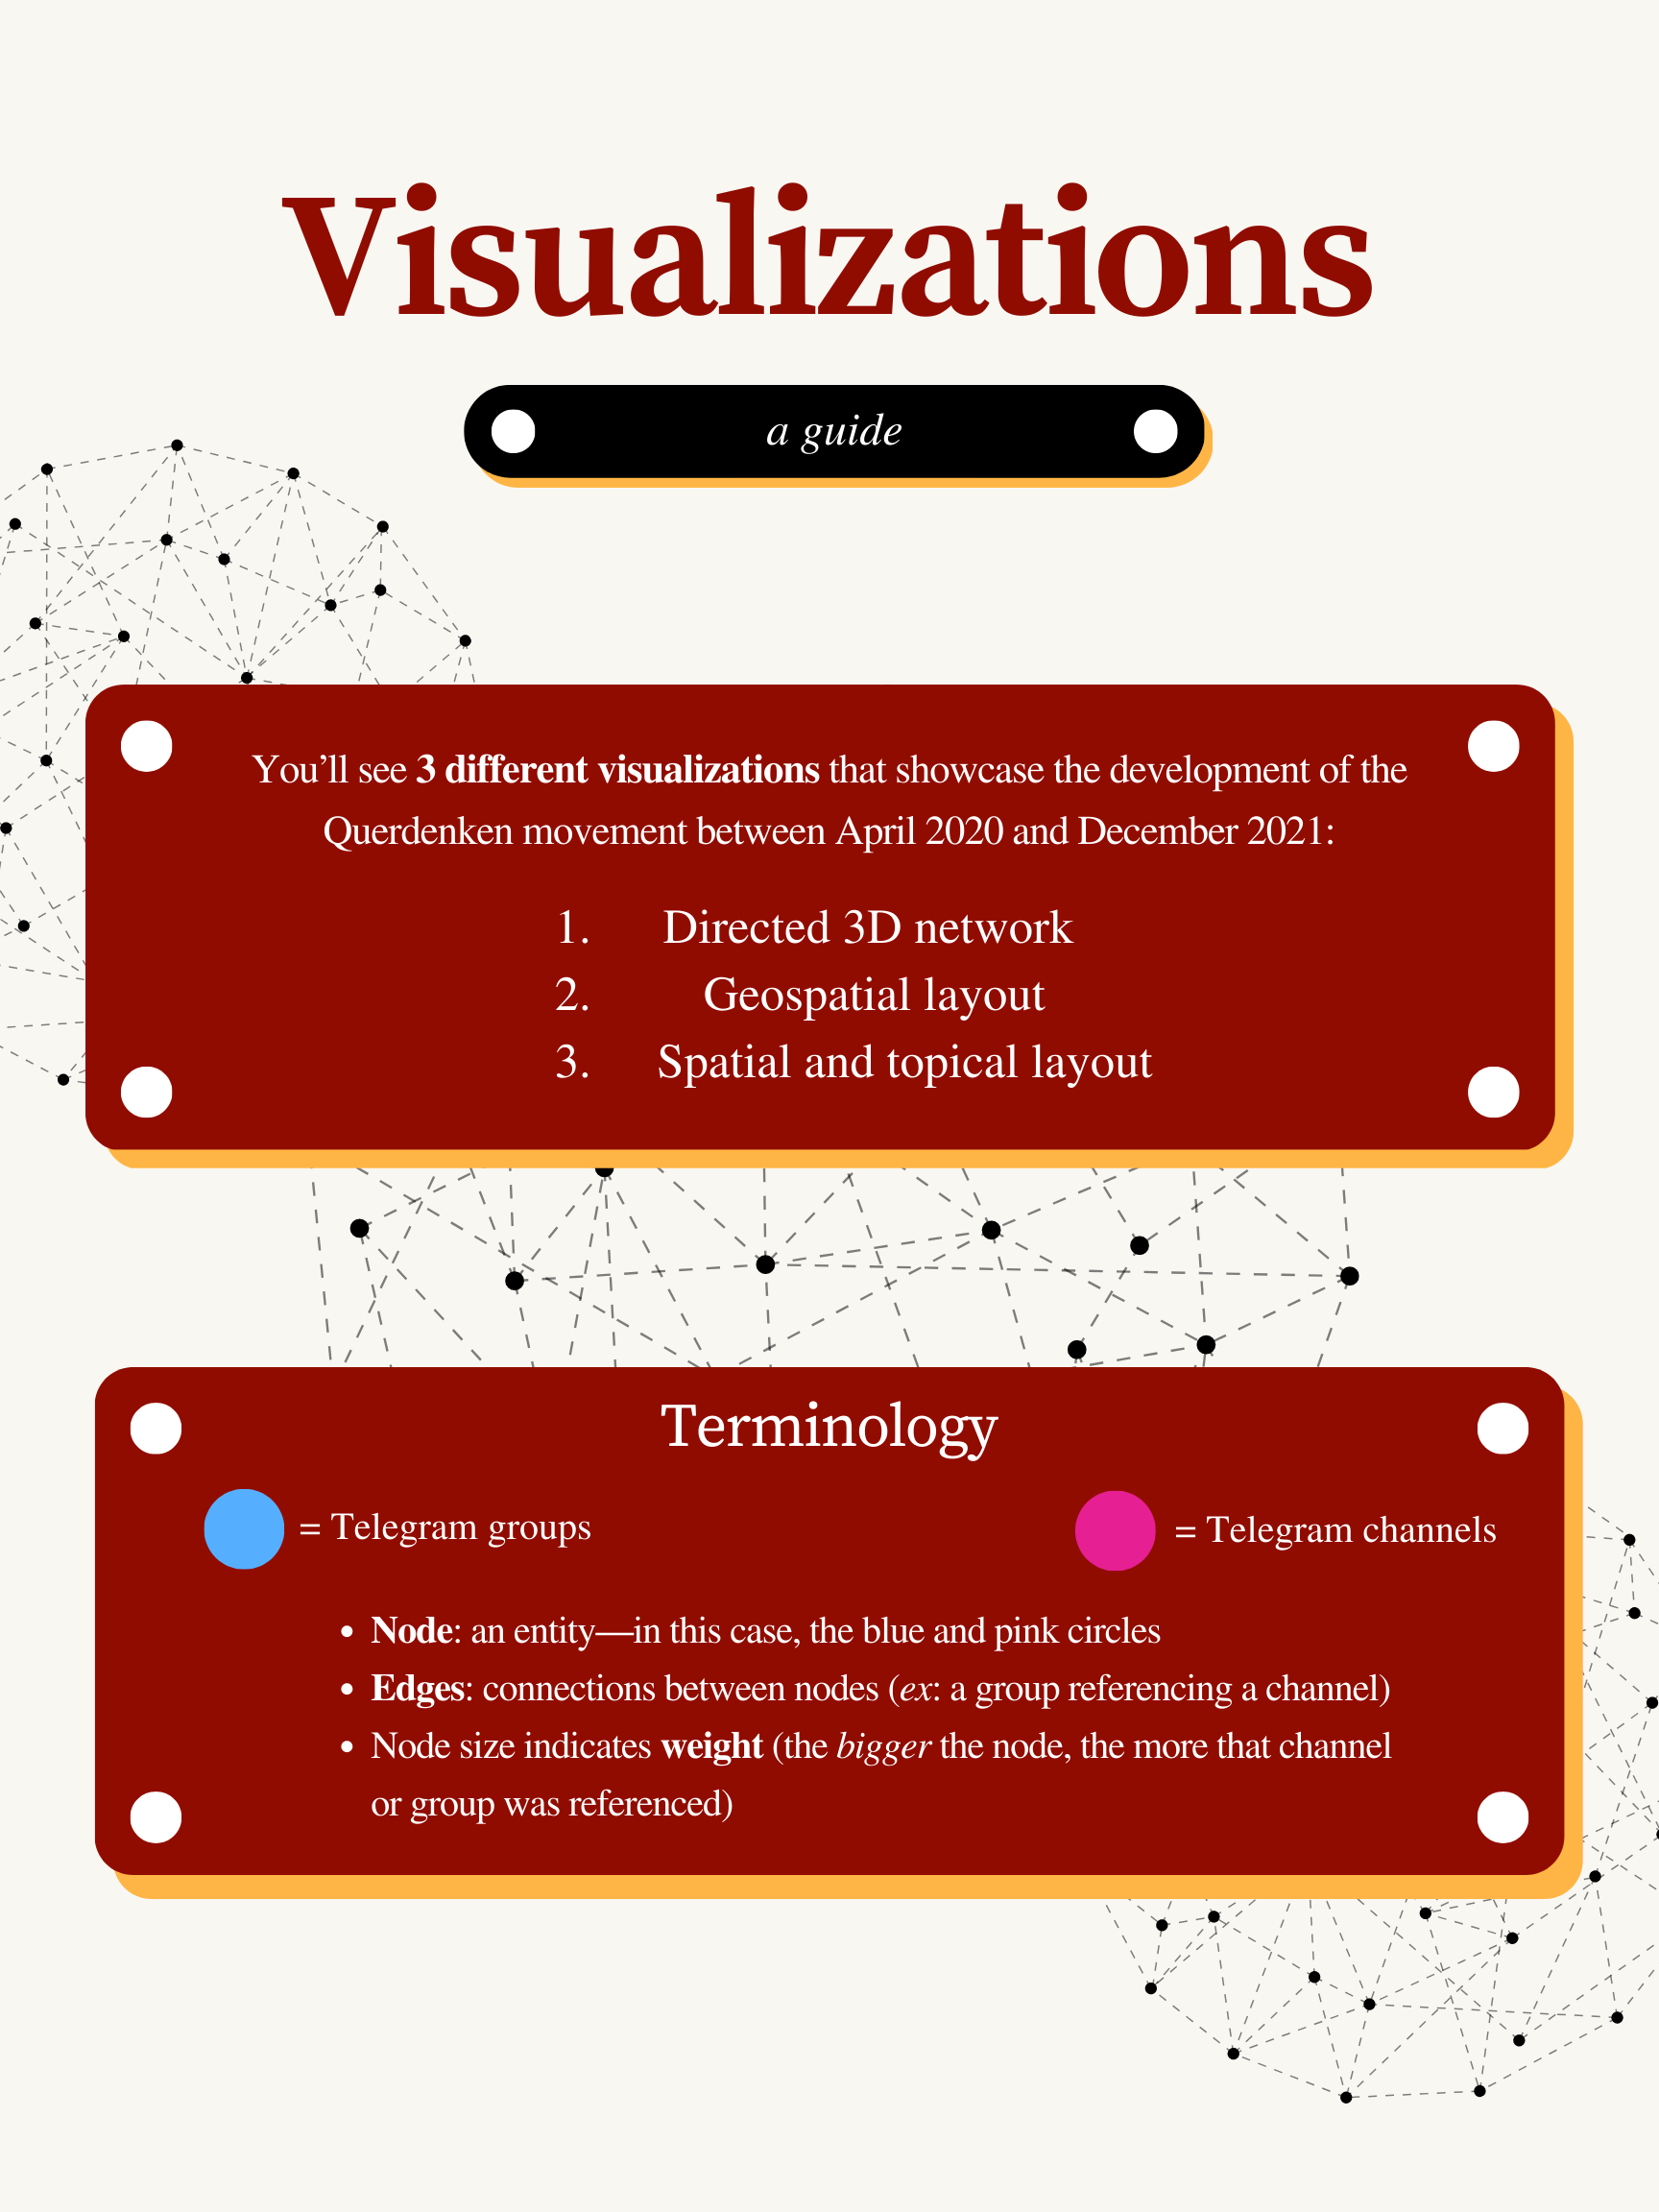 Visualizations
a guide
You’ll see 3 different visualizations that showcase the development of the
Querdenken movement between April 2020 and December 2021:
1. Directed 3D network
2. Geospatial layout
3. Spatial and topical layout
Terminology
= Telegram groups
= Telegram channels
• Node: an entity—in this case, the blue and pink circles
• Edges: connections between nodes (ex: a group referencing a channel)
• Node size indicates weight (the bigger the node, the more that channel
or group was referenced)